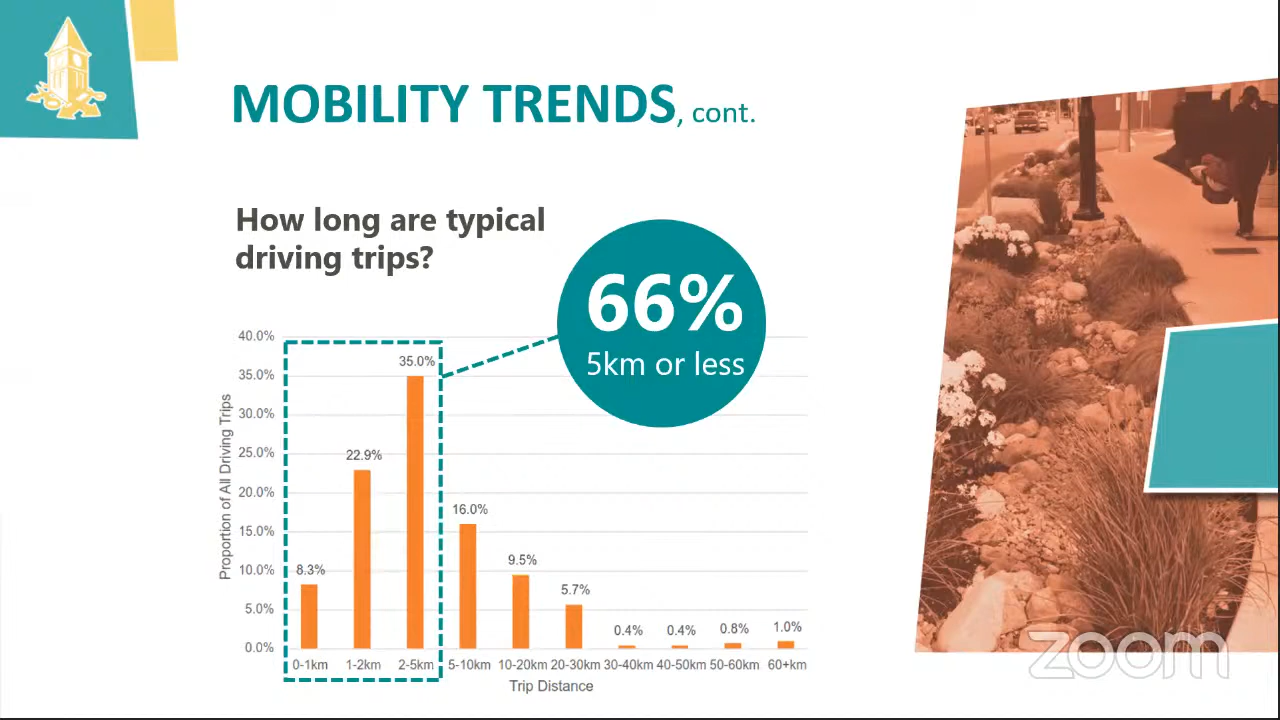 MOBILITY TRENDS, cont.
How long are typical
driving trips?
66%
5km or less
40.0%
35.0%
30.0%
25.0%
20.0%
15.0%
10.0%
5.0%
0.0%
Proportion of All Driving Trips
8.3%
22.9%
35.0%
16.0%
9.5%
5.7%
0.4%
0.4%
0.8%
1.0%
0-1km 1-2km 2-5km 5-10km 10-20km 20-30km 30-40km 40-50km 50-60km 60+km
Trip Distance
zoom